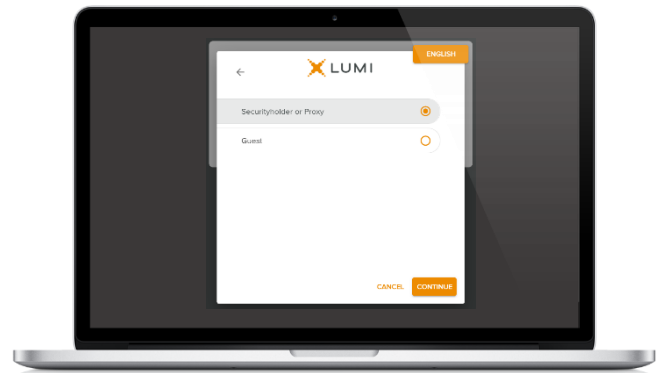 ENGLISH
LUMI
Securityholder or Proxy
Guest
CANCEL
CONTINUE